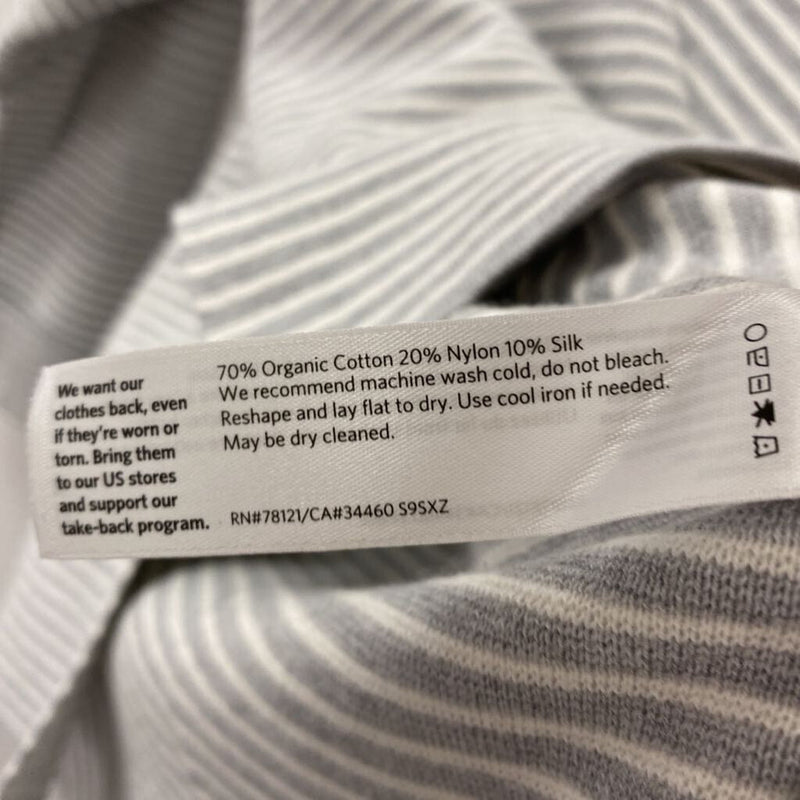 We want our
clothes back, even
if they're worn or
torn. Bring them
to our US stores
and support our
take-back program.
70% Organic Cotton 20% Nylon 10% Silk
We recommend machine wash cold, do not bleach.
Reshape and lay flat to dry. Use cool iron if needed.
May be dry cleaned.
RN#78121/CA#34460 S9SXZ